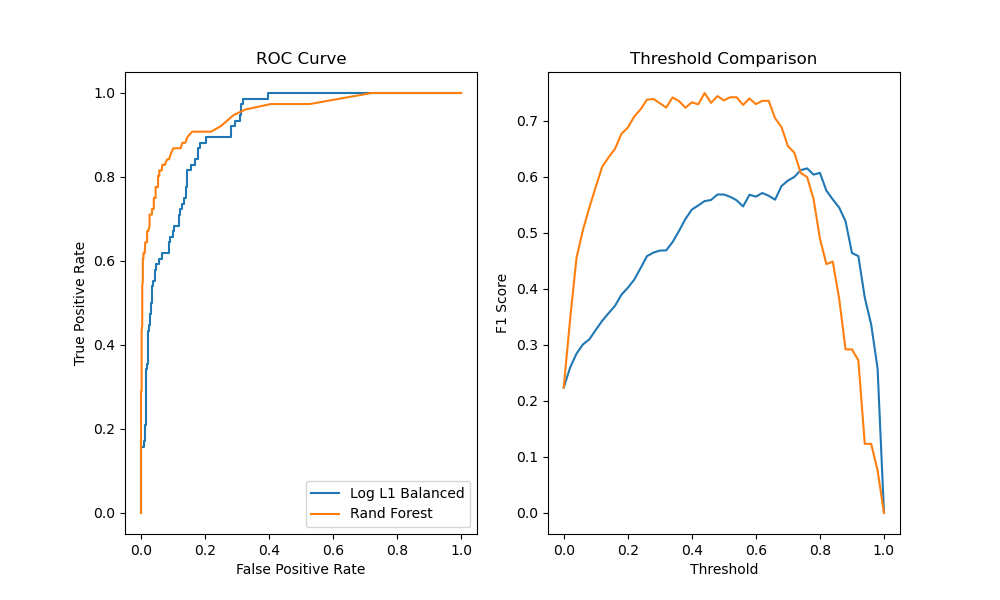 ROC Curve
True Positive Rate
1.0
0.8
0.6
0.4
0.2
0.0
Log L1 Balanced
Rand Forest
0.0 0.2 0.4 0.6 0.8 1.0
False Positive Rate
Threshold Comparison
F1 Score
0.7
0.6
0.5
0.4
0.3
0.2
0.1
0.0
0.0 0.2 0.4 0.6 0.8 1.0
Threshold